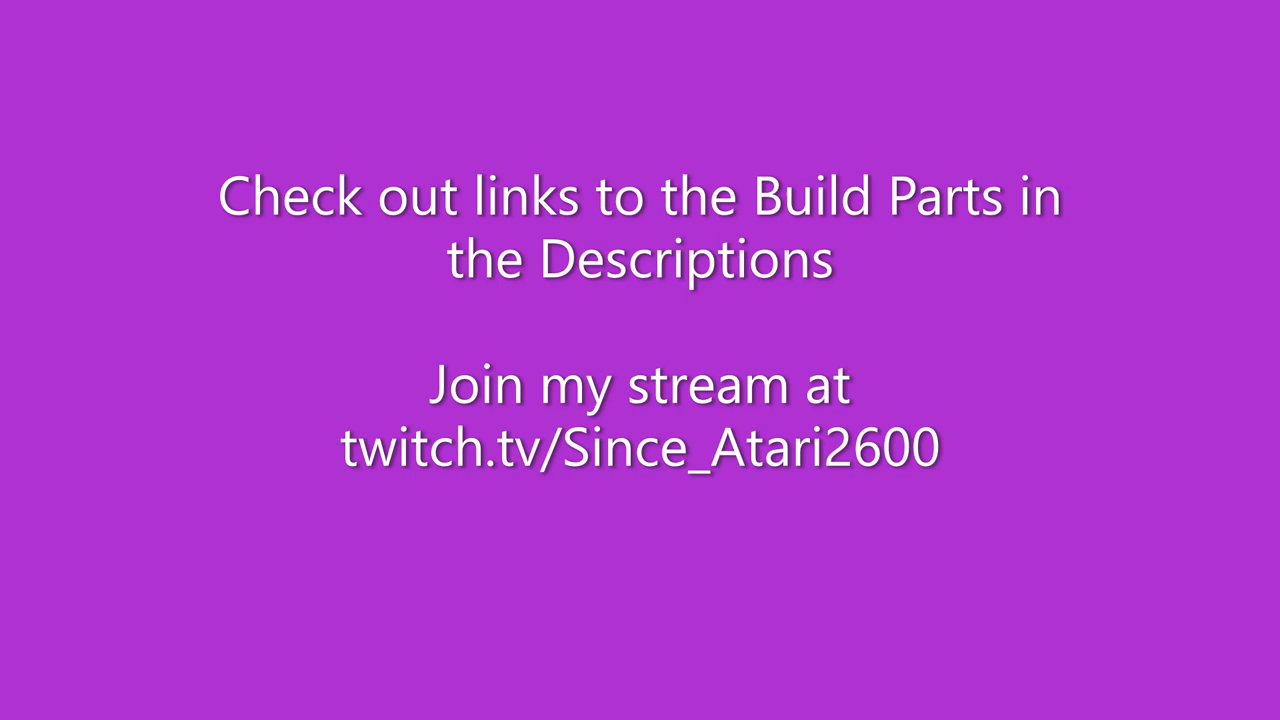 Check out links to the Build Parts in
the Descriptions
Join my stream at
twitch.tv/Since_Atari2600